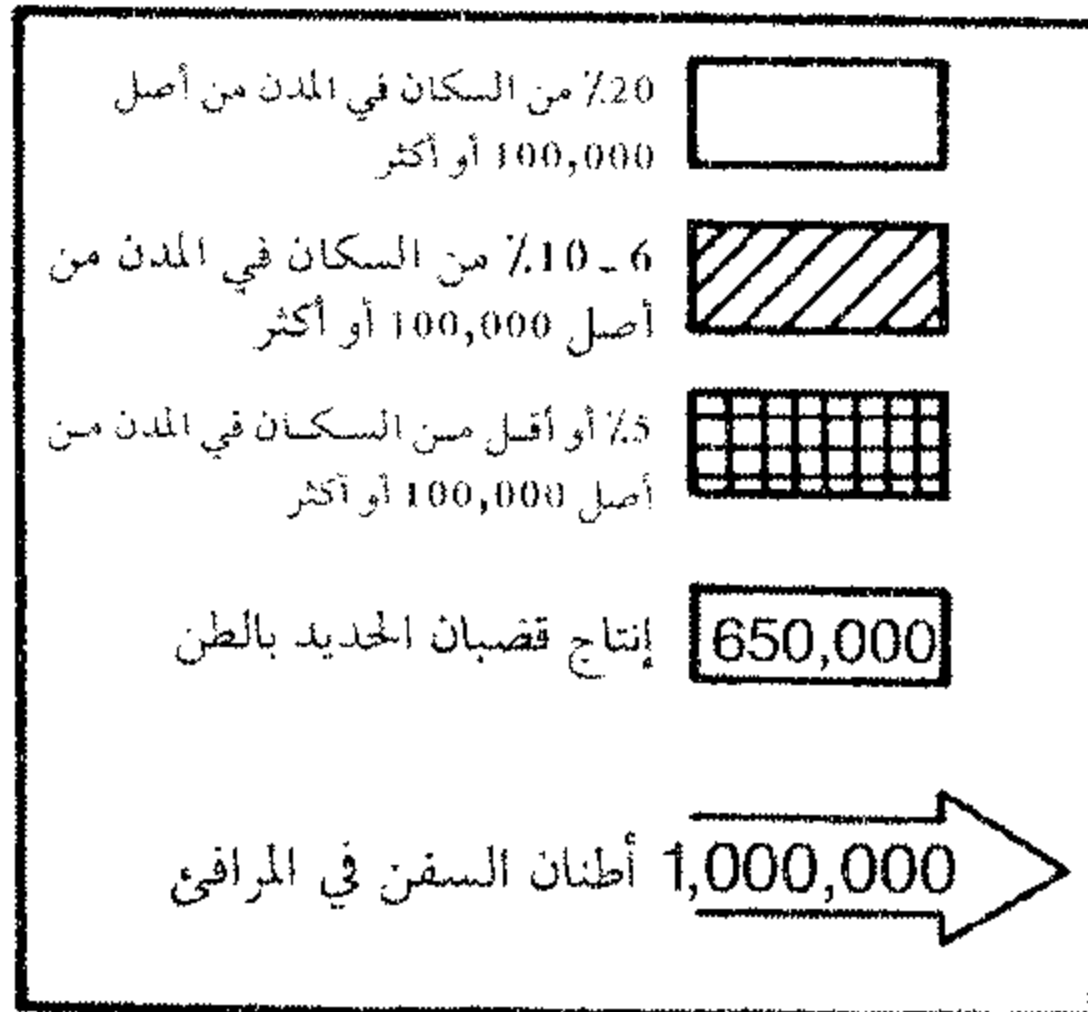 20٪ من السكان في المدن من أصل
100,000 أو أكثر
6 ـ 10٪ من السكان في المدن من
أصل 100,000 أو أكثر
5٪ أو أقل من السكان في المدن من
أصل 100,000 أو أكثر
إنتاج قضبان الحديد بالطن
650,000
1,000,000 أطنان السفن في المرافئ